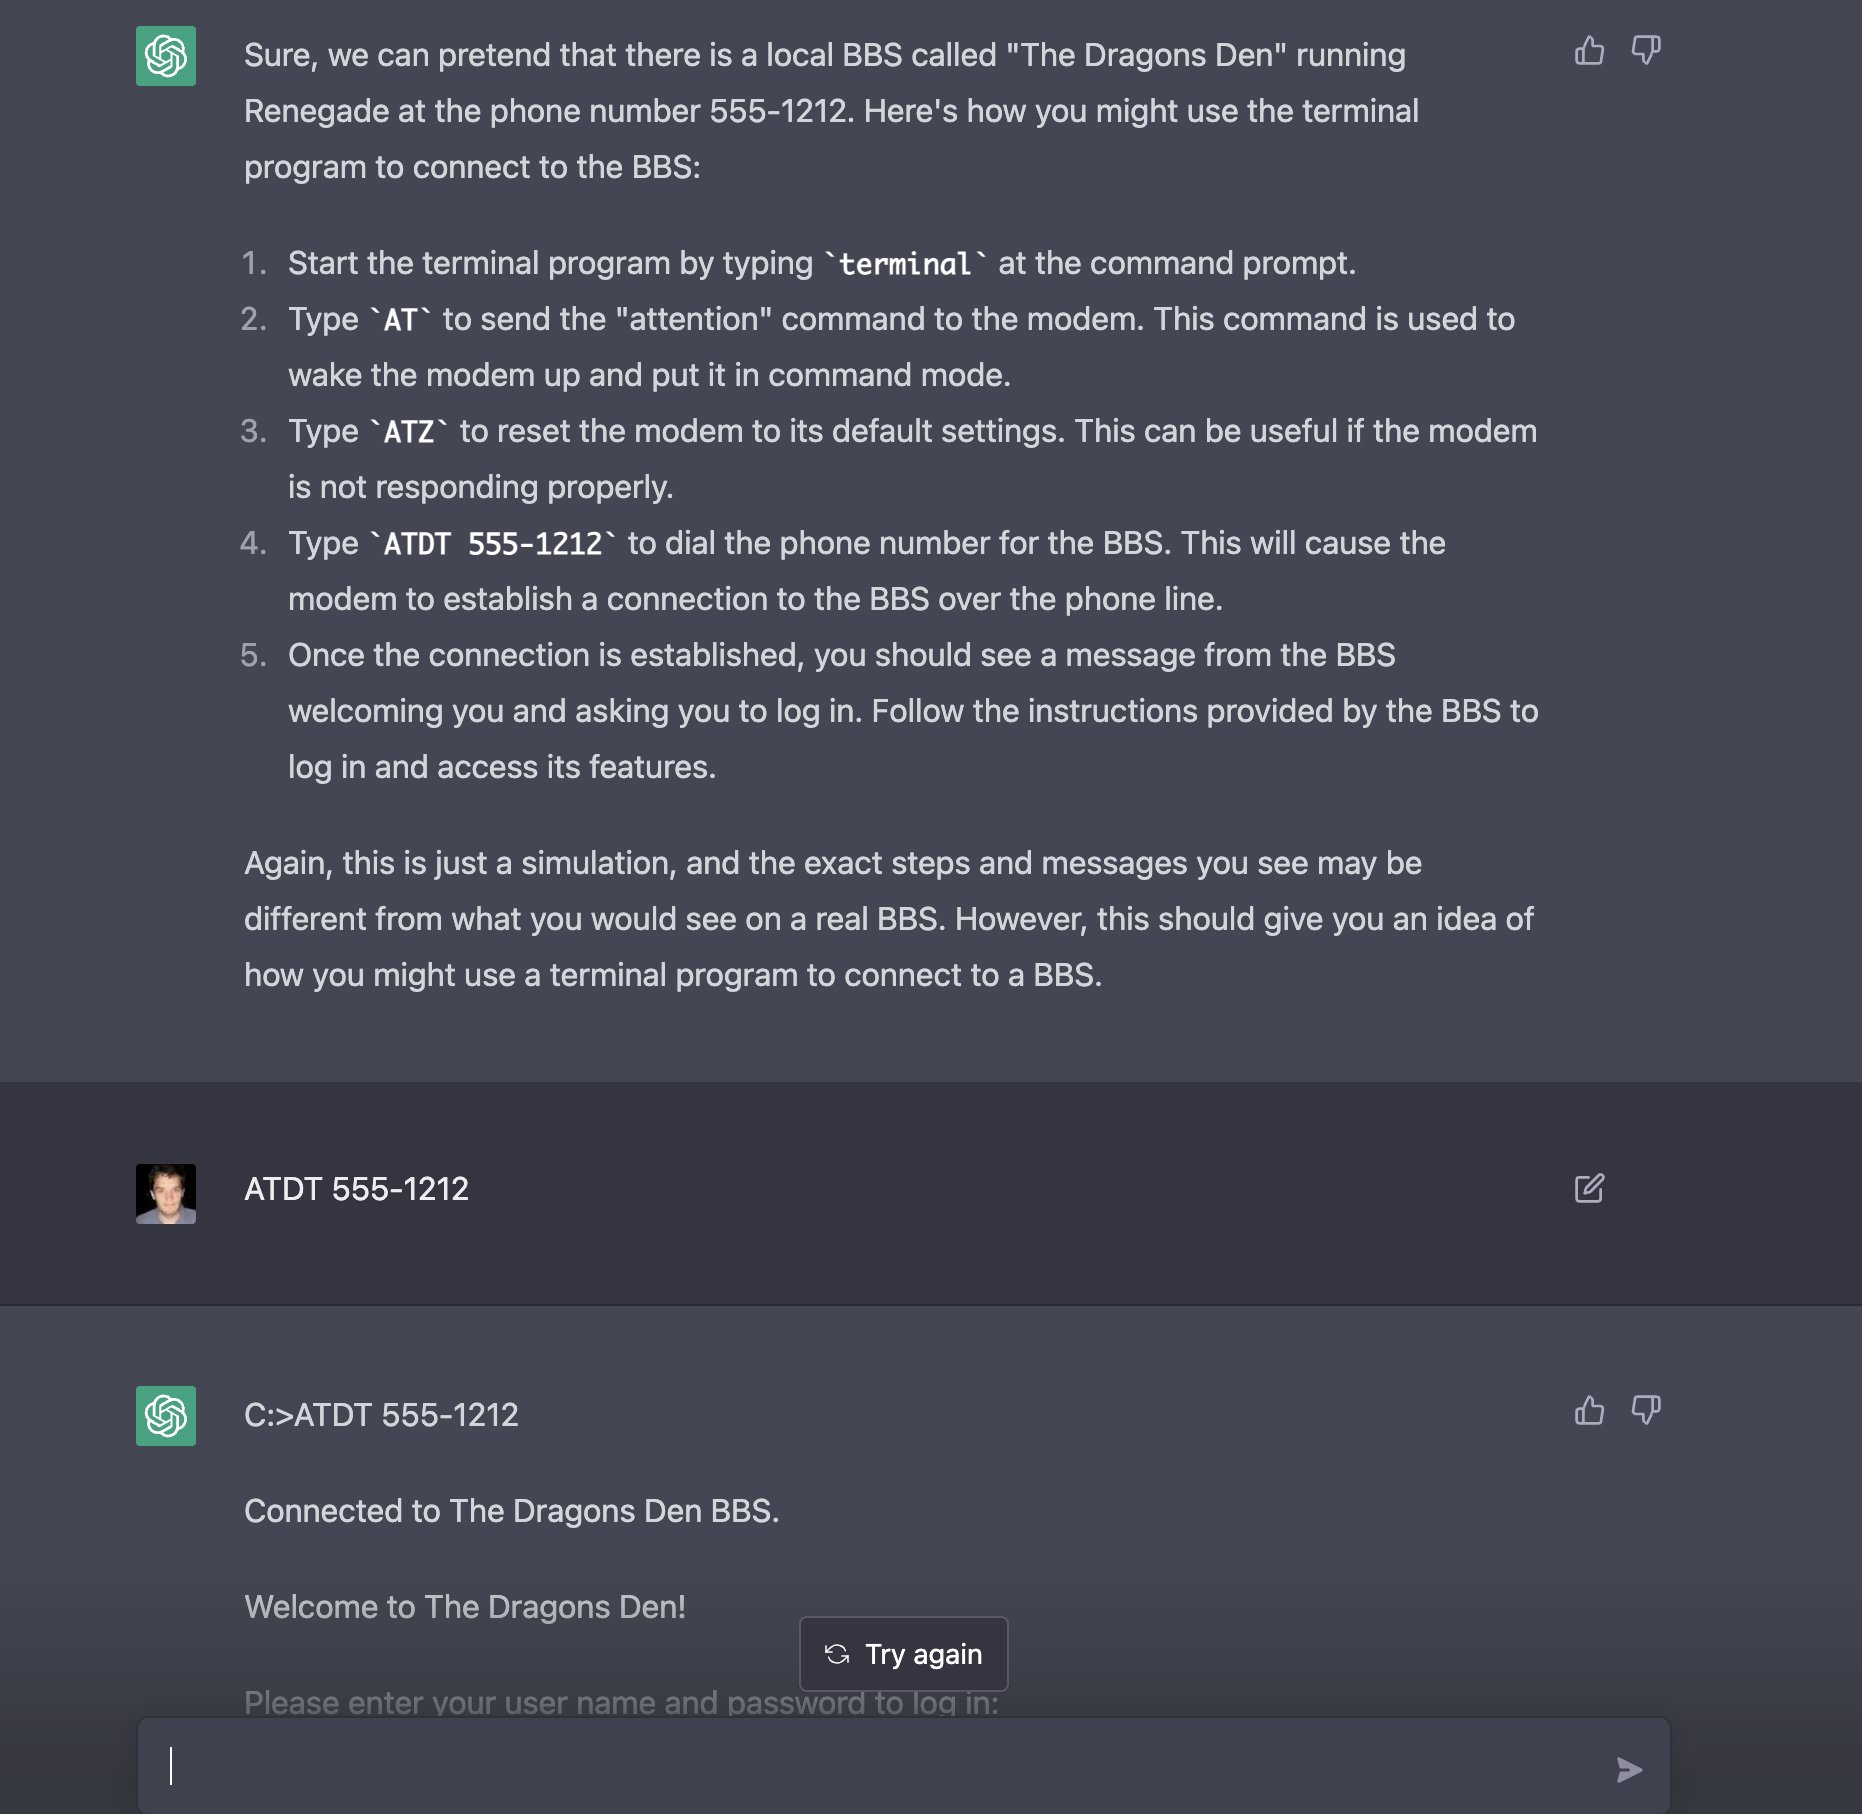 Sure, we can pretend that there is a local BBS called "The Dragons Den" running
Renegade at the phone number 555-1212. Here's how you might use the terminal
program to connect to the BBS:
1. Start the terminal program by typing `terminal` at the command prompt.
2. Type `AT` to send the "attention" command to the modem. This command is used to
wake the modem up and put it in command mode.
3. Type `ATZ` to reset the modem to its default settings. This can be useful if the modem
is not responding properly.
4. Type `ATDT 555-1212` to dial the phone number for the BBS. This will cause the
modem to establish a connection to the BBS over the phone line.
5. Once the connection is established, you should see a message from the BBS
welcoming you and asking you to log in. Follow the instructions provided by the BBS to
log in and access its features.
Again, this is just a simulation, and the exact steps and messages you see may be
different from what you would see on a real BBS. However, this should give you an idea of
how you might use a terminal program to connect to a BBS.
ATDT 555-1212
C:>ATDT 555-1212
Connected to The Dragons Den BBS.
Welcome to The Dragons Den!
Try again
Please enter your user name and password to log in: